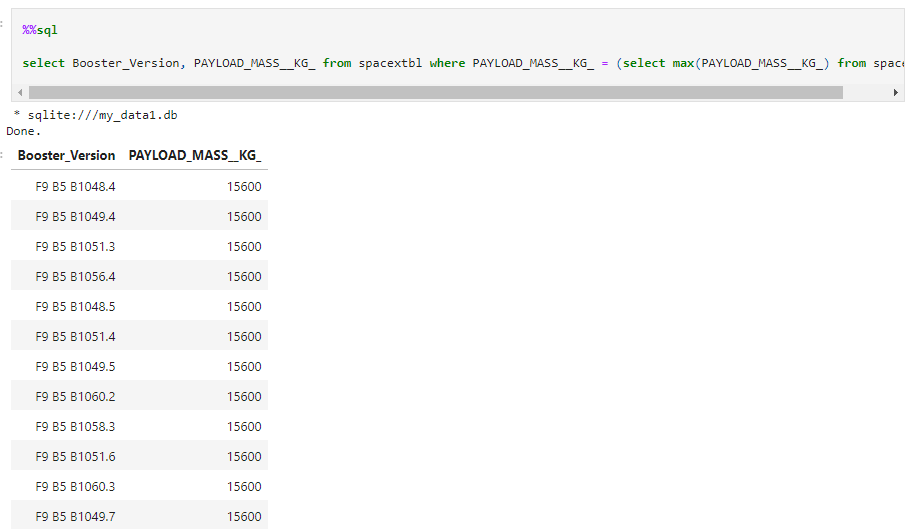 %%sql
select Booster_Version, PAYLOAD_MASS__KG_ from spacextbl where PAYLOAD_MASS__KG_ = (select max(PAYLOAD_MASS__KG_) from space
* sqlite:///my_data1.db
Done.
Booster_Version PAYLOAD_MASS__KG_
F9 B5 B1048.4 15600
F9 B5 B1049.4 15600
F9 B5 B1051.3 15600
F9 B5 B1056.4 15600
F9 B5 B1048.5 15600
F9 B5 B1051.4 15600
F9 B5 B1049.5 15600
F9 B5 B1060.2 15600
F9 B5 B1058.3 15600
F9 B5 B1051.6 15600
F9 B5 B1060.3 15600
F9 B5 B1049.7 15600